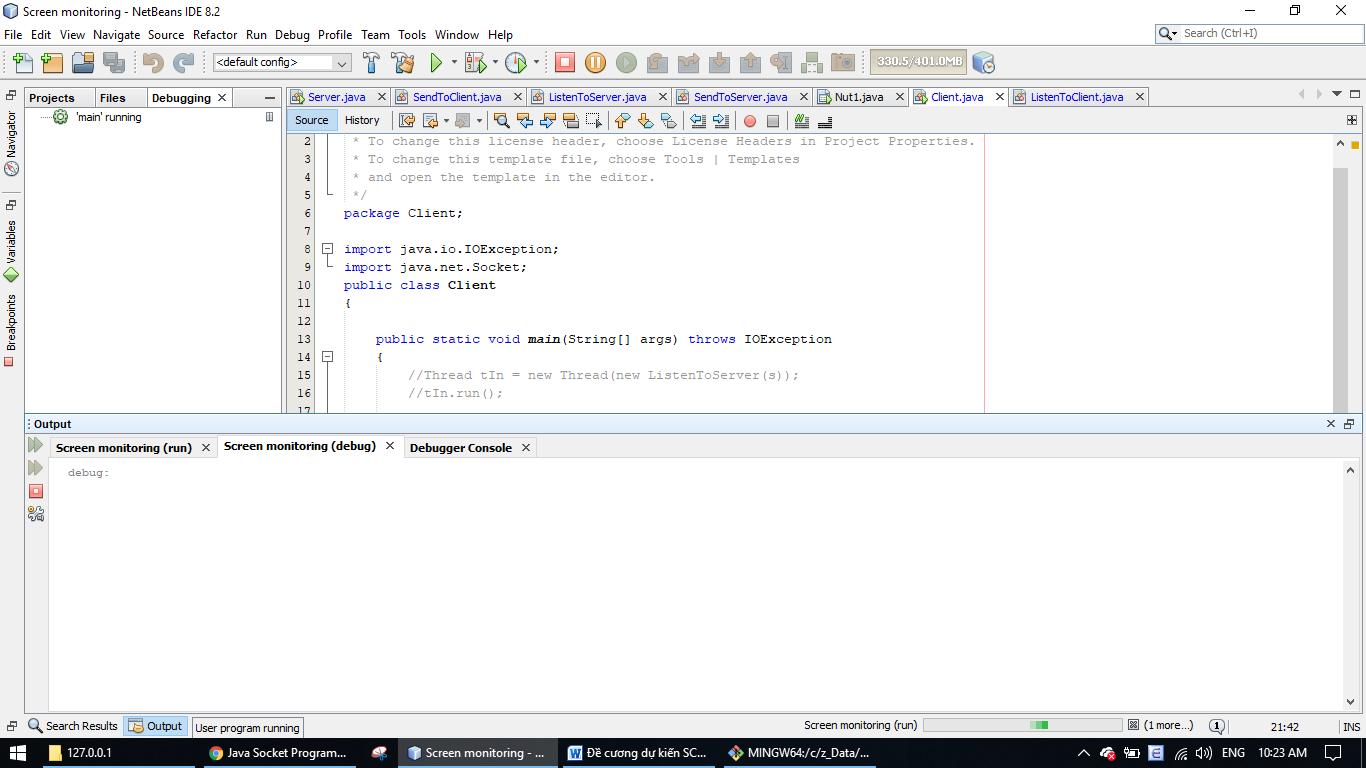 Screen monitoring - NetBeans IDE 8.2
File Edit View Navigate Source Refactor Run Debug Profile Team Tools Window Help
Search (Ctrl+I)
<default config>
330.5/401.0MB
Projects Files Debugging
Server.java SendToClient.java ListenToServer.java SendToServer.java Nut1.java Client.java ListenToClient.java
'main' running
Source History
Navigator
Variables
Breakpoints
2 * To change this license header, choose License Headers in Project Properties.
3 * To change this template file, choose Tools | Templates
4 * and open the template in the editor.
5 */
6 package Client;
7
8 import java.io.IOException;
9 import java.net.Socket;
10 public class Client
11 {
12
13 public static void main(String[] args) throws IOException
14 {
15 //Thread tIn = new Thread(new ListenToServer(s));
16 //tIn.run();
17
Output
Screen monitoring (run) Screen monitoring (debug) Debugger Console
debug:
Search Results Output User program running
Screen monitoring (run) (1 more...) 1 21:42 INS
127.0.0.1 Java Socket Program... Screen monitoring - ... Đề cương dự kiến SC... MINGW64:/c/z_Data/... ENG 10:23 AM